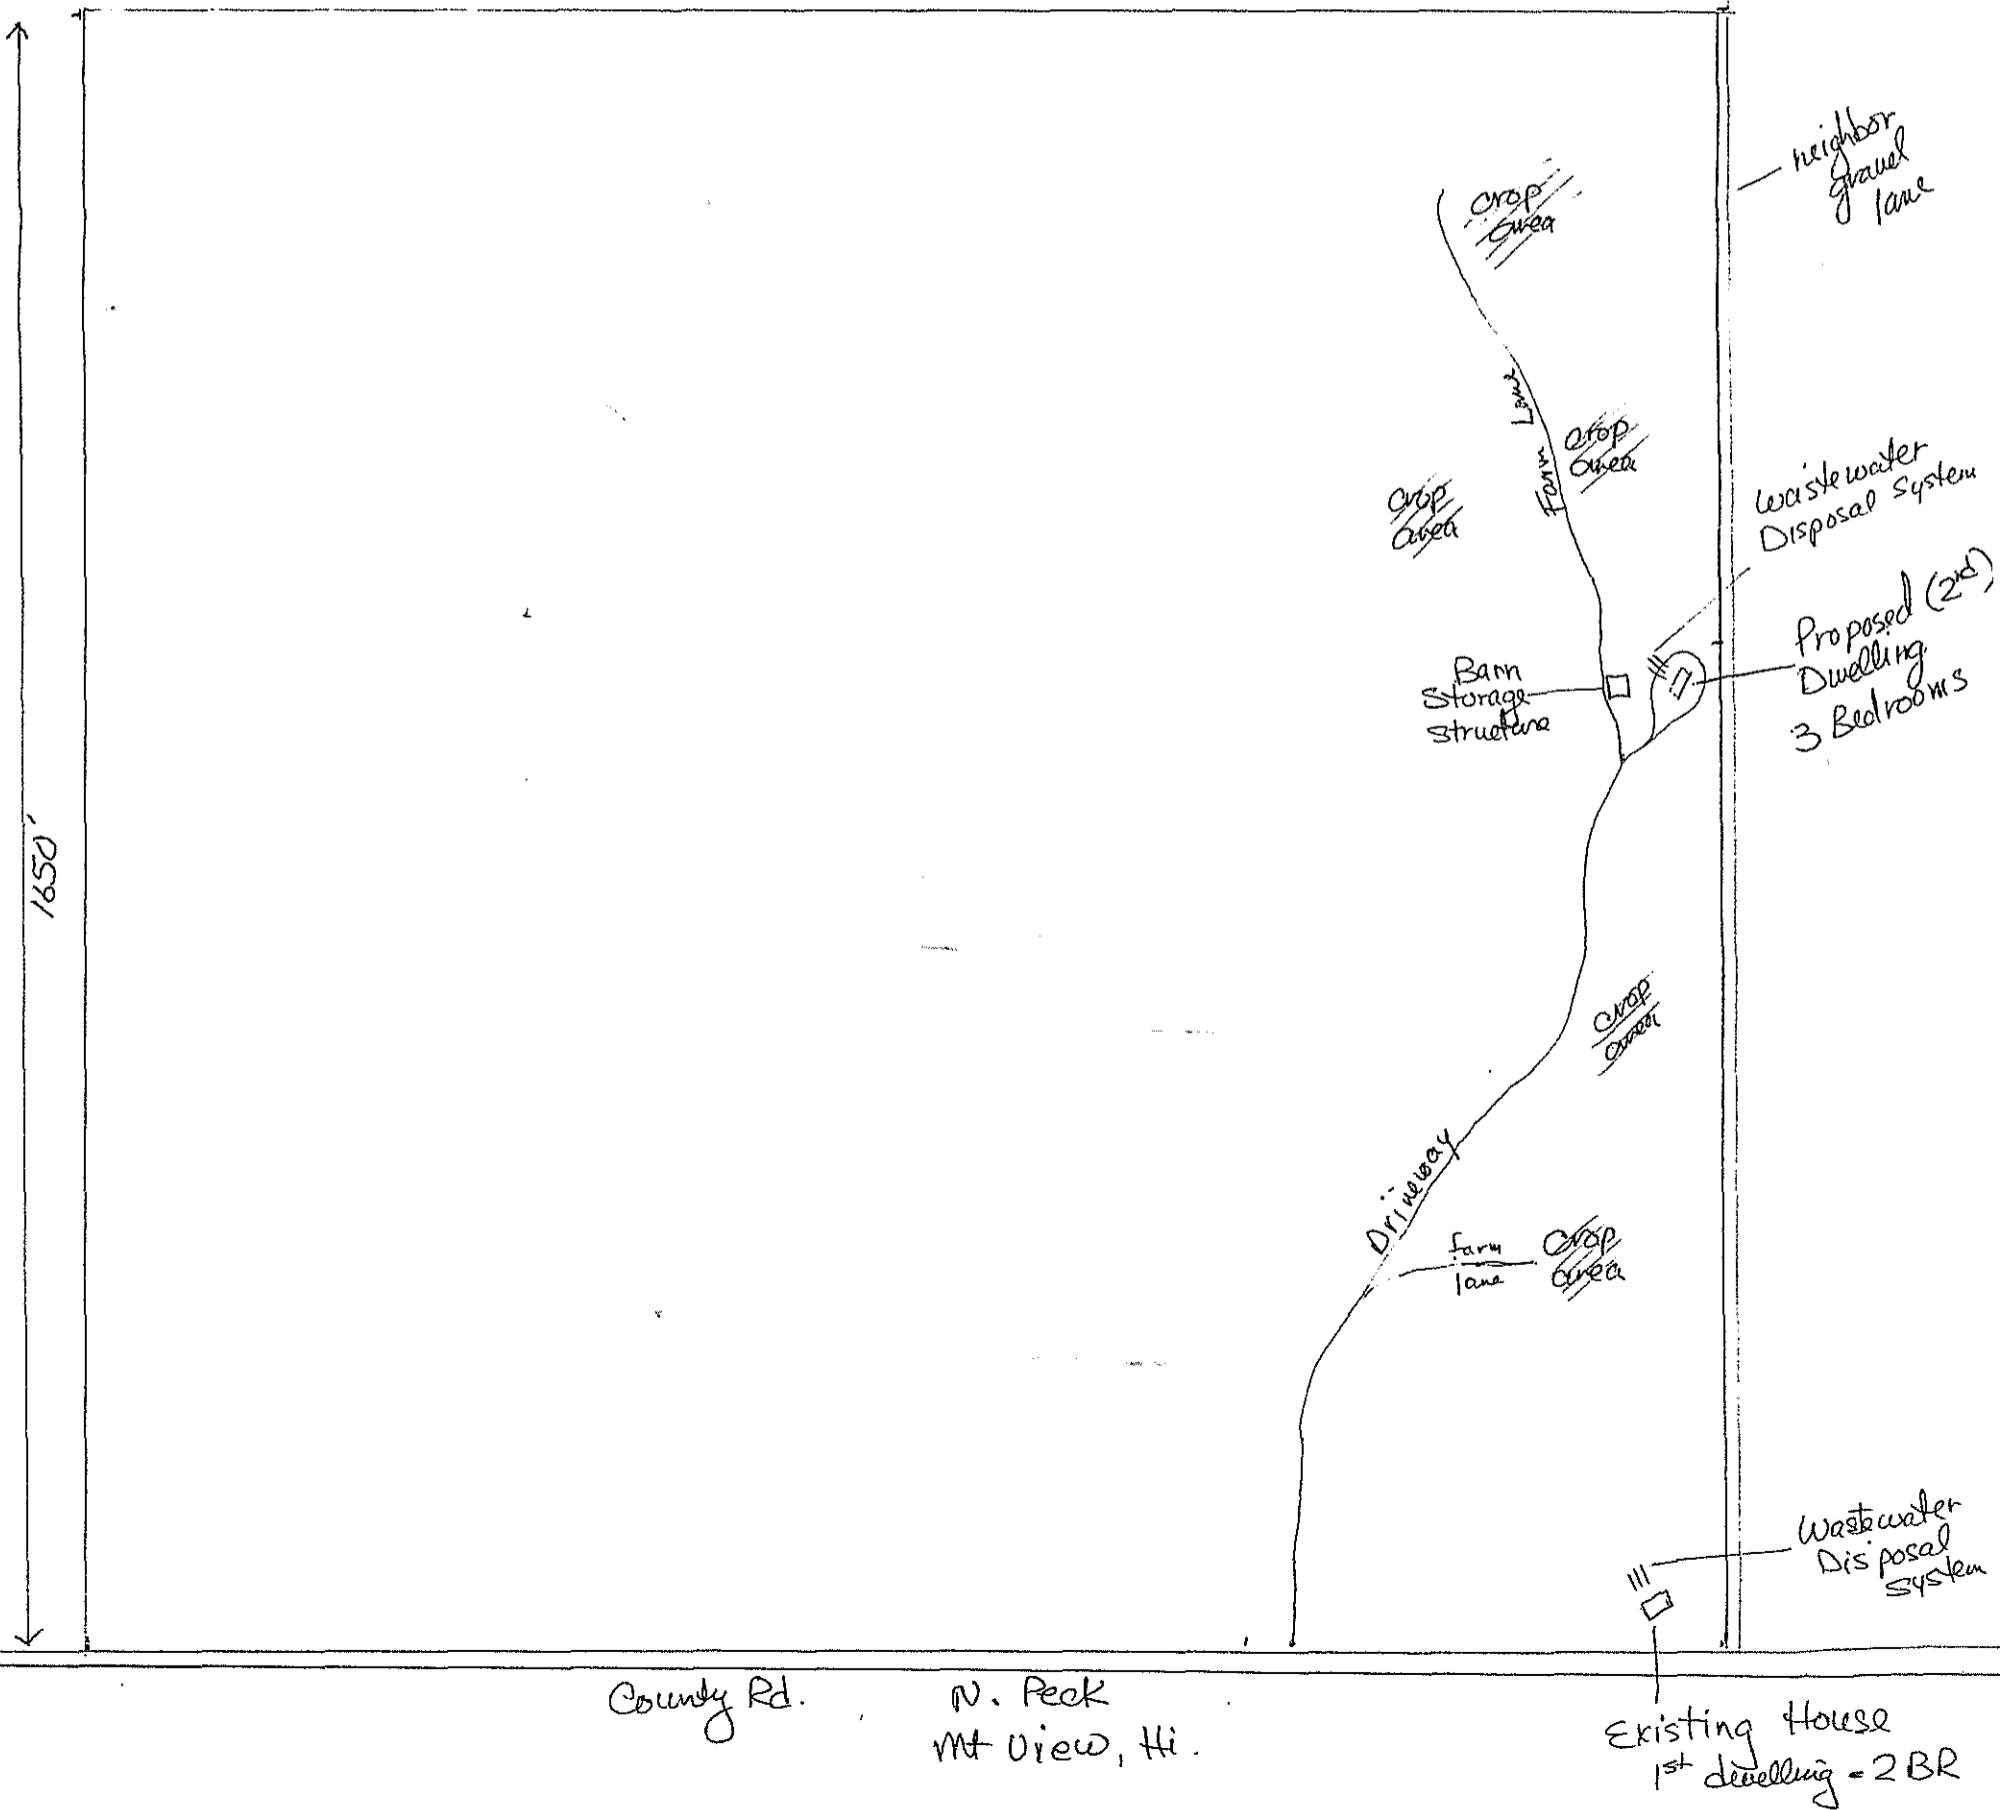 neighbor
gravel
lane
crop
area
Farm Lane
crop
area
crop
area
Wastewater
Disposal System
Proposed (2nd)
Dwelling
3 Bedrooms
Barn
Storage
Structure
1650'
crop
area
Driveway
farm
lane
Crop
area
Wastewater
Disposal
System
County Rd. N. Peck
Mt View, Hi.
Existing House
1st dwelling = 2 BR